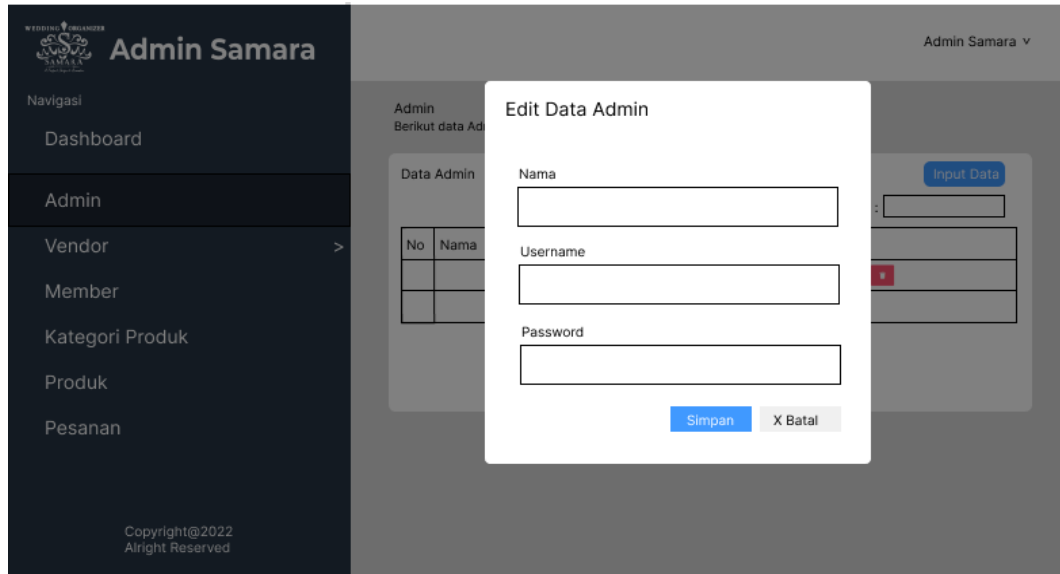 WEDDING ORGANIZER
SAMARA
Admin Samara
Admin Samara v
Navigasi
Dashboard
Admin
Vendor >
Member
Kategori Produk
Produk
Pesanan
Copyright@2022
Alright Reserved
Admin
Berikut data
Data Admin
Input Data
:
No Nama
Edit Data Admin
Nama
Username
Password
Simpan
X Batal